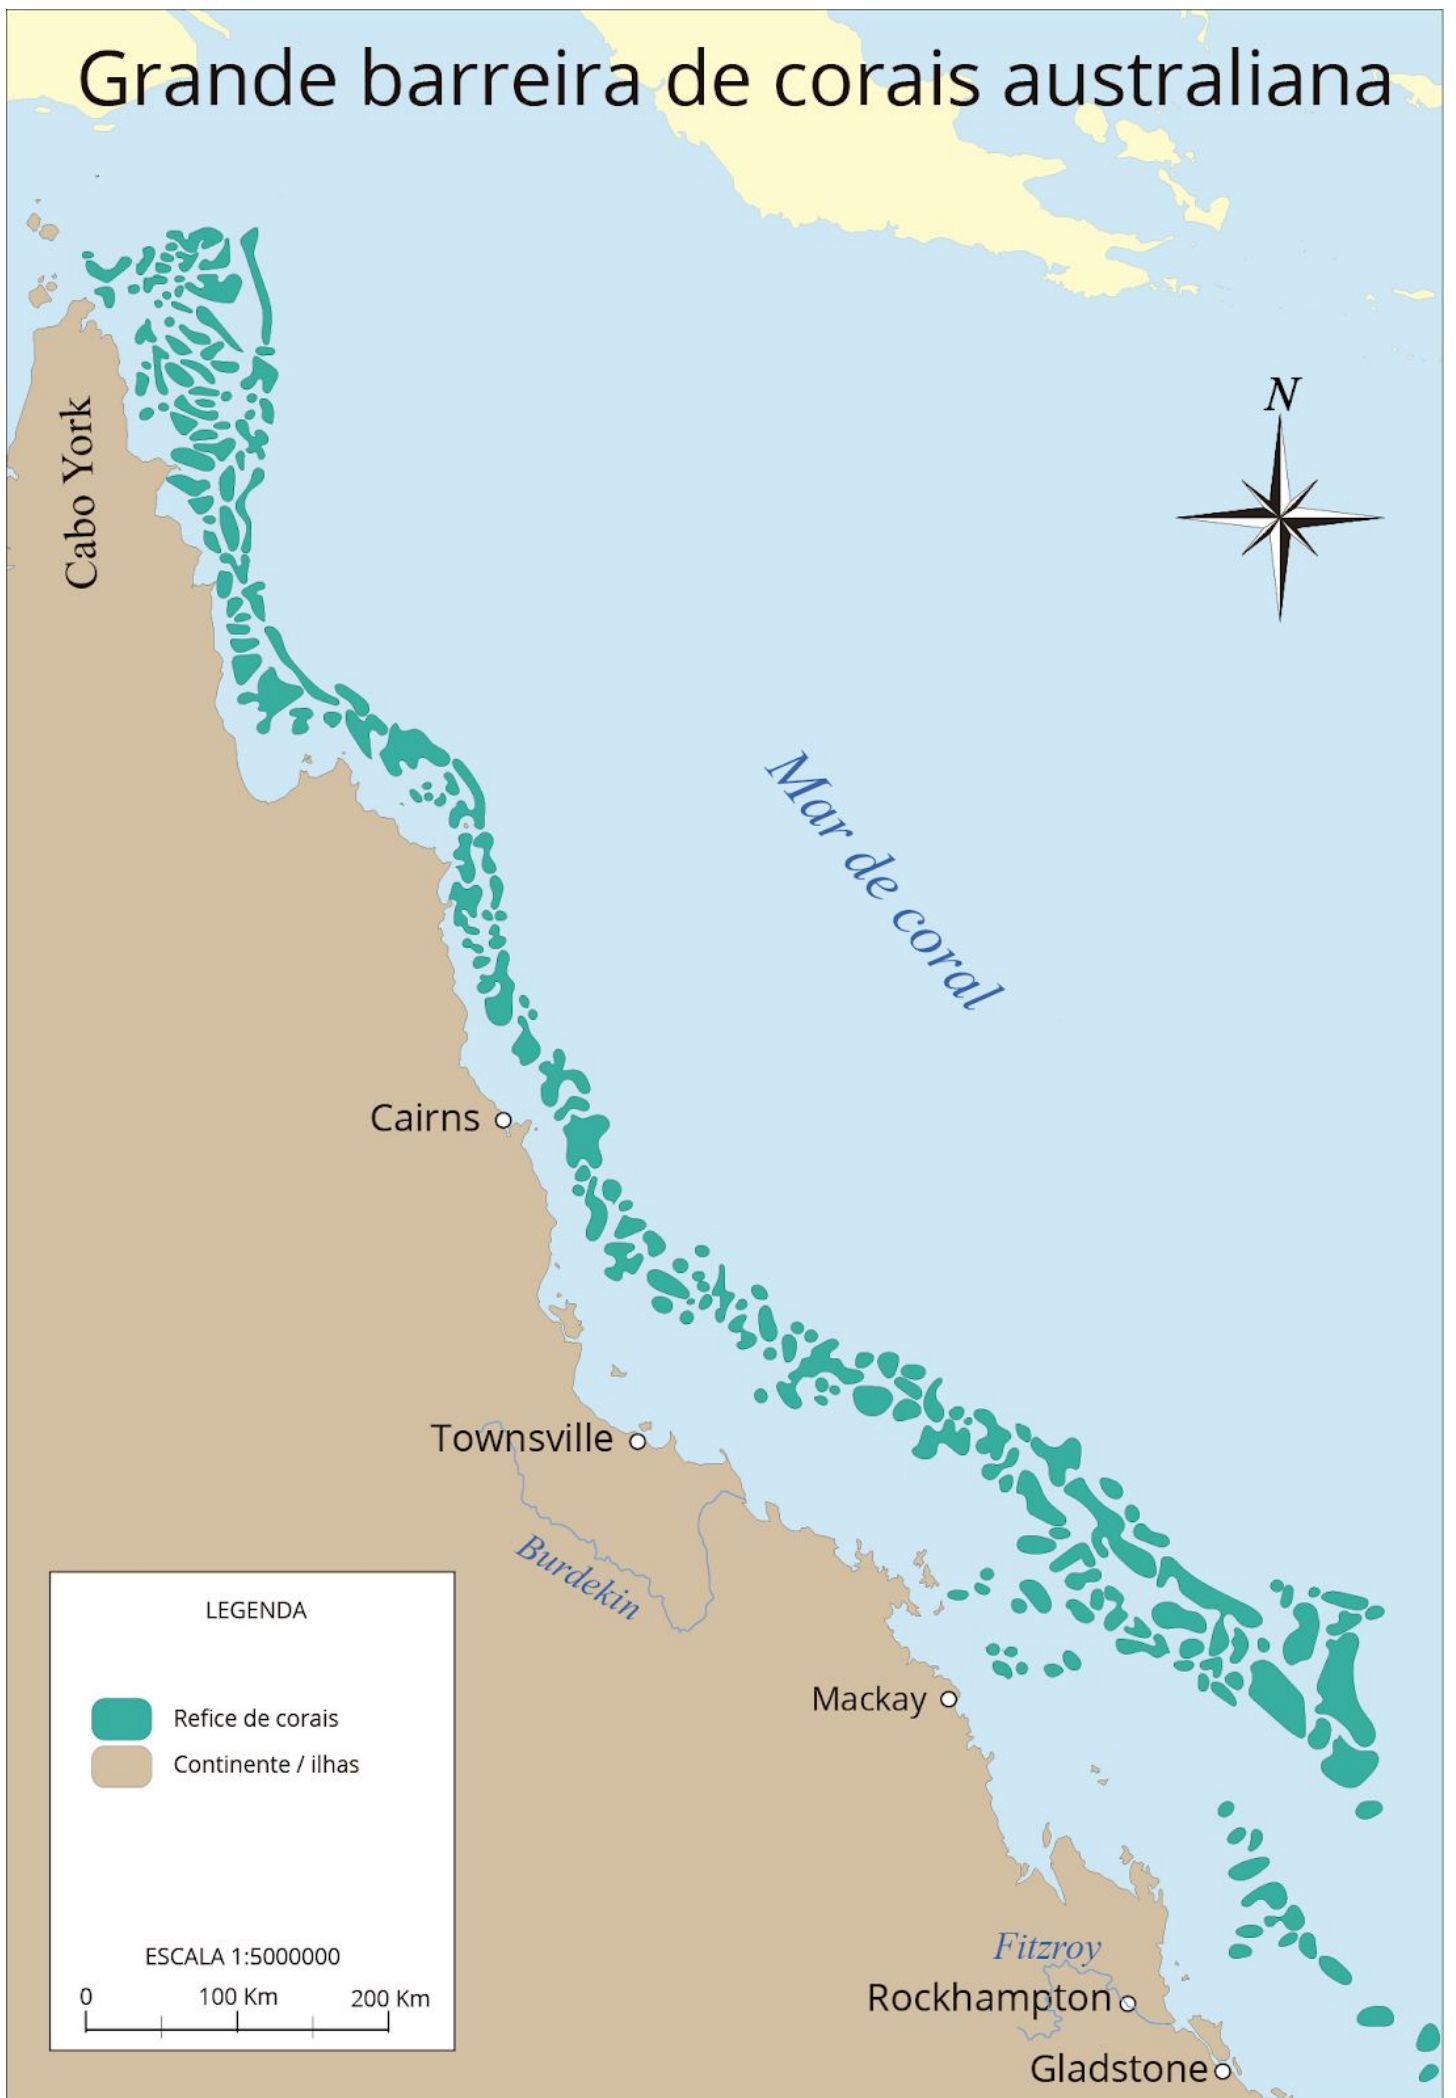 Grande barreira de corais australiana
N
Cabo York
Mar de coral
Cairns
Townsville
Burdekin
Mackay
Fitzroy
Rockhampton
Gladstone
LEGENDA
Refice de corais
Continente / ilhas
ESCALA 1:5000000
0 100 Km 200 Km